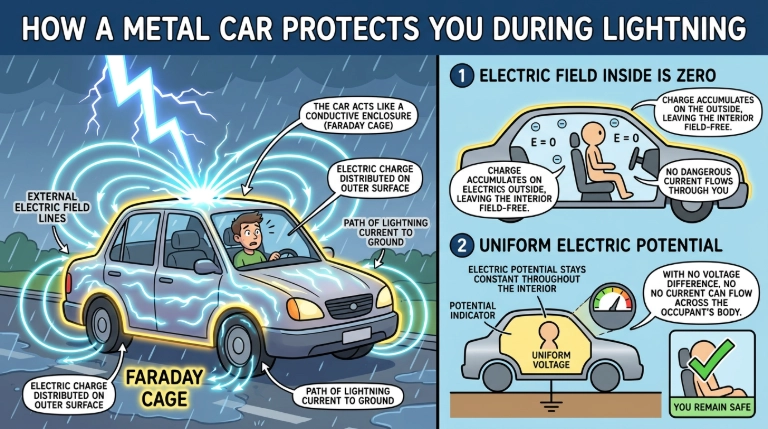 HOW A METAL CAR PROTECTS YOU DURING LIGHTNING
THE CAR ACTS LIKE A
CONDUCTIVE ENCLOSURE
(FARADAY CAGE)
ELECTRIC CHARGE
DISTRIBUTED ON
OUTER SURFACE
EXTERNAL
ELECTRIC FIELD
LINES
PATH OF LIGHTNING
CURRENT TO
GROUND
ELECTRIC CHARGE
DISTRIBUTED ON
OUTER SURFACE
FARADAY
CAGE
PATH OF LIGHTNING
CURRENT TO GROUND
1 ELECTRIC FIELD INSIDE IS ZERO
CHARGE ACCUMULATES
ON THE OUTSIDE,
LEAVING THE INTERIOR
FIELD-FREE.
E = 0
E = 0
CHARGE
ACCUMULATES ON
ELECTRICS OUTSIDE,
LEAVING THE INTERIOR
FIELD-FREE.
NO DANGEROUS
CURRENT FLOWS
THROUGH YOU
2 UNIFORM ELECTRIC POTENTIAL
ELECTRIC POTENTIAL STAYS
CONSTANT THROUGHOUT
THE INTERIOR
POTENTIAL
INDICATOR
UNIFORM
VOLTAGE
WITH NO VOLTAGE
DIFFERENCE, NO
NO CURRENT CAN FLOW
ACROSS THE
OCCUPANT'S BODY.
YOU REMAIN SAFE